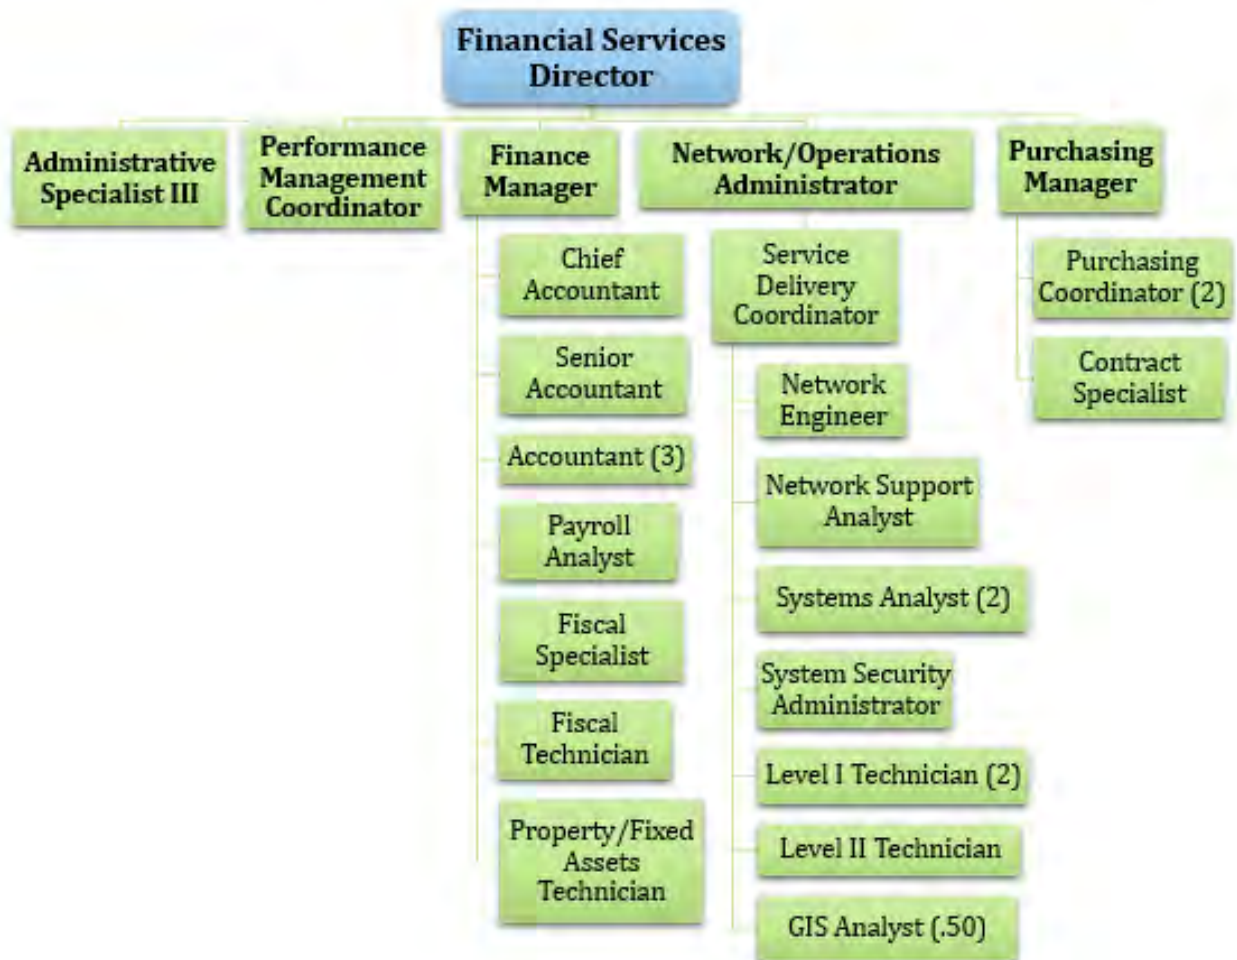 Financial Services
Director
Administrative
Specialist III
Performance
Management
Coordinator
Finance
Manager
Network/Operations
Administrator
Purchasing
Manager
Chief
Accountant
Senior
Accountant
Accountant (3)
Payroll
Analyst
Fiscal
Specialist
Fiscal
Technician
Property/Fixed
Assets
Technician
Service
Delivery
Coordinator
Network
Engineer
Network Support
Analyst
Systems Analyst (2)
System Security
Administrator
Level I Technician (2)
Level II Technician
GIS Analyst (.50)
Purchasing
Coordinator (2)
Contract
Specialist